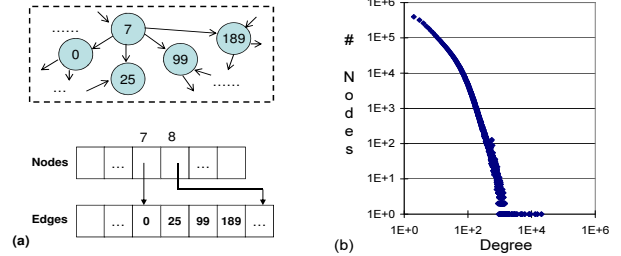 ......
7
189
0
99
25
...
......
7 8
Nodes ... ...
Edges ... 0 25 99 189 ...
(a)
1E+6
1E+5
1E+4
1E+3
1E+2
1E+1
1E+0
# Nodes
1E+0 1E+2 1E+4 1E+6
Degree
(b)